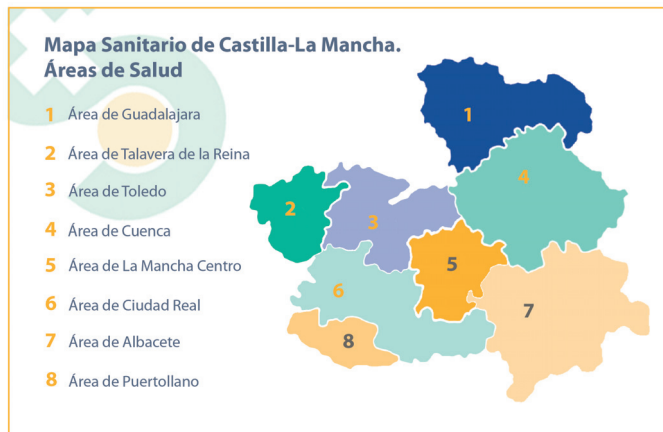 Mapa Sanitario de Castilla-La Mancha.
Áreas de Salud
1 Área de Guadalajara
2 Área de Talavera de la Reina
3 Área de Toledo
4 Área de Cuenca
5 Área de La Mancha Centro
6 Área de Ciudad Real
7 Área de Albacete
8 Área de Puertollano
1
4
2
3
5
6
7
8